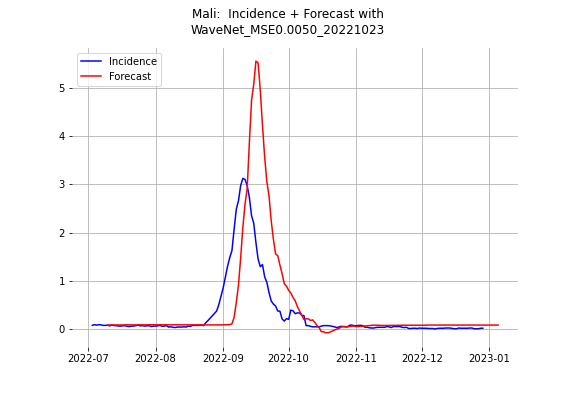 Mali:  Incidence + Forecast with
WaveNet_MSE0.0050_20221023
Incidence
Forecast
5
4
3
2
1
0
2022-07 2022-08 2022-09 2022-10 2022-11 2022-12 2023-01